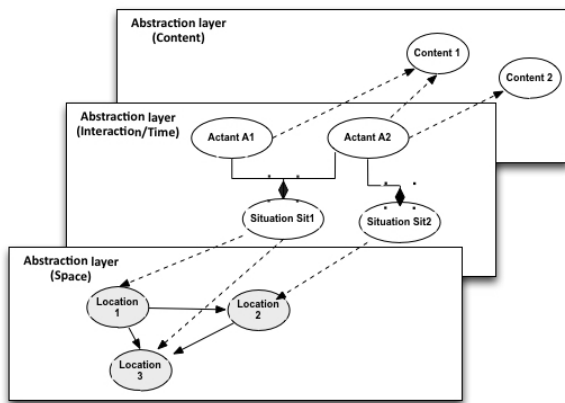 Abstraction layer
(Content)
Content 1
Content 2
Abstraction layer
(Interaction/Time)
Actant A1
Actant A2
Situation Sit1
Situation Sit2
Abstraction layer
(Space)
Location
1
Location
2
Location
3